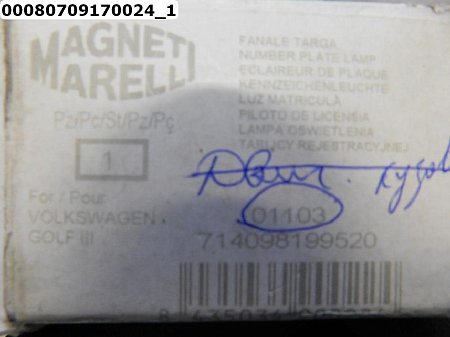 00080709170024_1
MAGNETI
MARELLI
FANALE TARGA
NUMBER PLATE LAMP
ECLAIREUR DE PLAQUE
KENNZEICHENLEUCHTE
LUZ MATRICULA
PILOTO DE LICENSIA
LAMPA OSWIETLENIA
TABLICY REJESTRACYJNEJ
Pz/Pc/St/Pz/Pç
1
For / Pour
VOLKSWAGEN
GOLF III
01103
714098199520